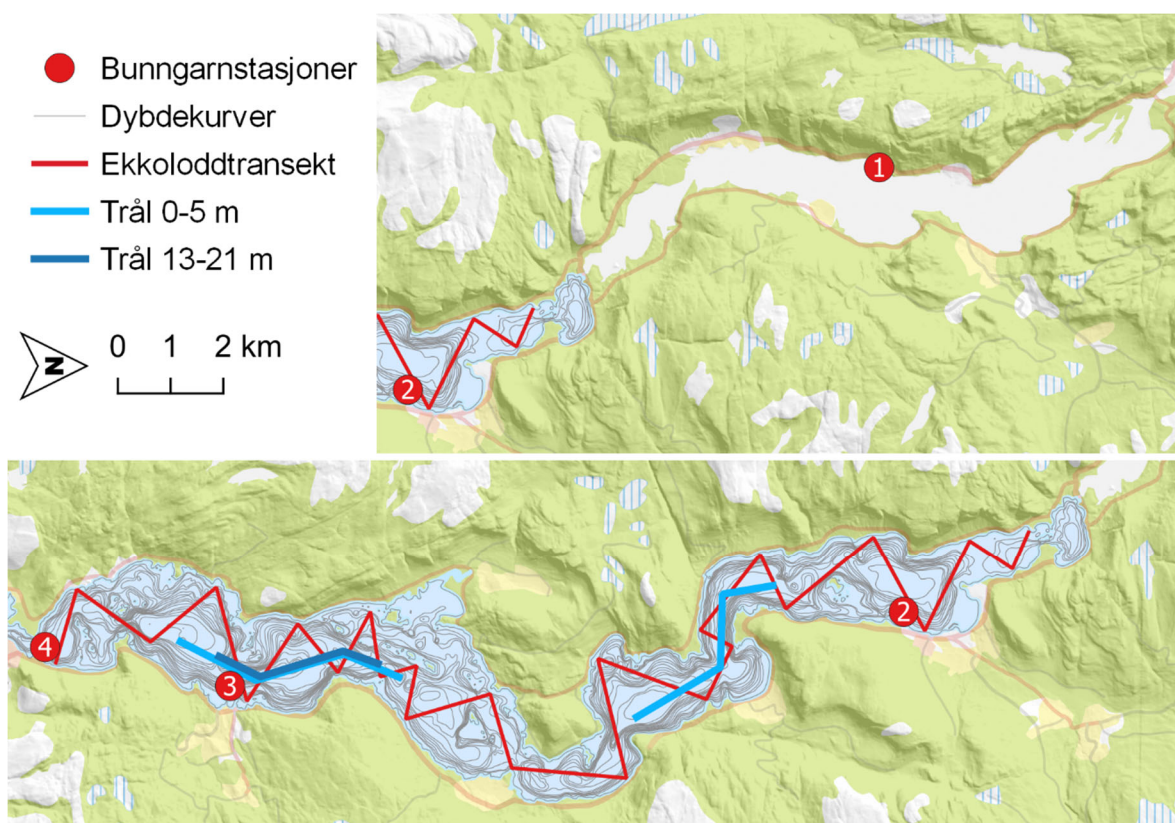 Bunngarnstasjoner
Dybdekurver
Ekkoloddtransekt
Trål 0-5 m
Trål 13-21 m
N
0 1 2 km
1
2
2
4
3